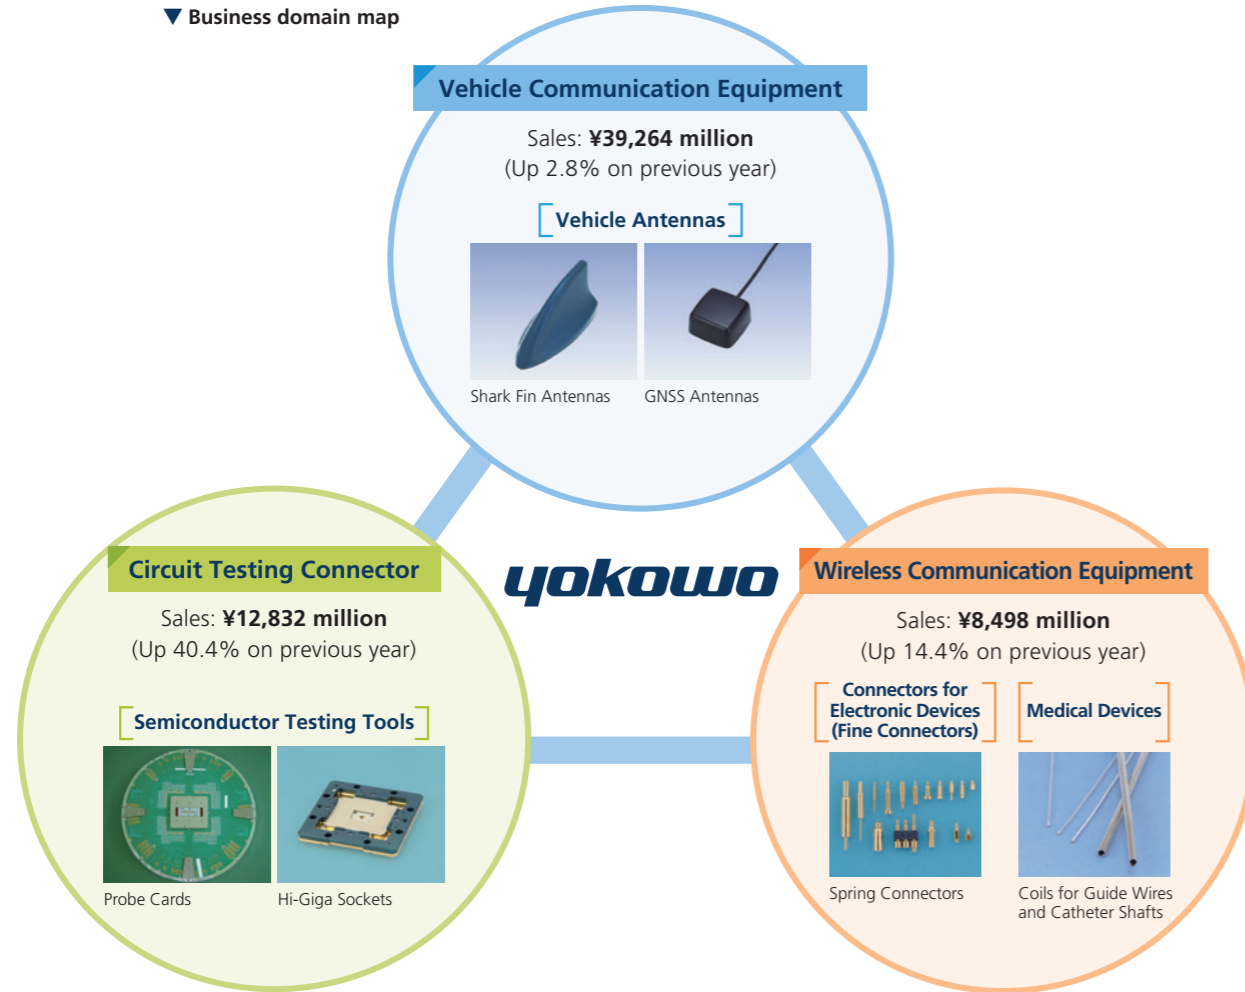 ▼ Business domain map
Vehicle Communication Equipment
Sales: ¥39,264 million
(Up 2.8% on previous year)
Vehicle Antennas
Shark Fin Antennas
GNSS Antennas
yokowo
Circuit Testing Connector
Sales: ¥12,832 million
(Up 40.4% on previous year)
Semiconductor Testing Tools
Probe Cards
Hi-Giga Sockets
Wireless Communication Equipment
Sales: ¥8,498 million
(Up 14.4% on previous year)
Connectors for
Electronic Devices
(Fine Connectors)
Medical Devices
Spring Connectors
Coils for Guide Wires
and Catheter Shafts